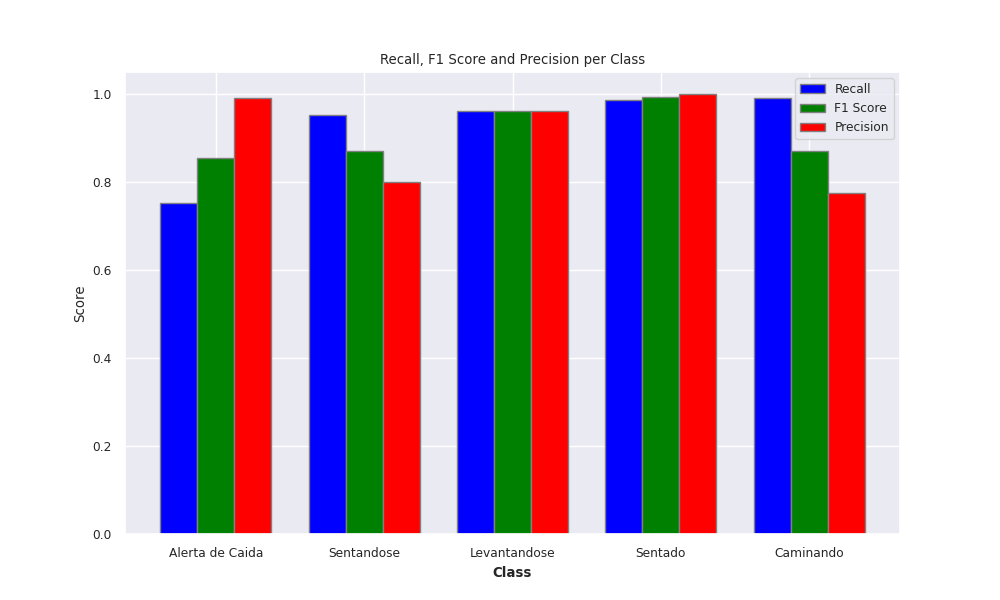 Recall, F1 Score and Precision per Class
Recall
F1 Score
Precision
1.0
0.8
0.6
0.4
0.2
0.0
Score
Alerta de Caida
Sentandose
Levantandose
Sentado
Caminando
Class